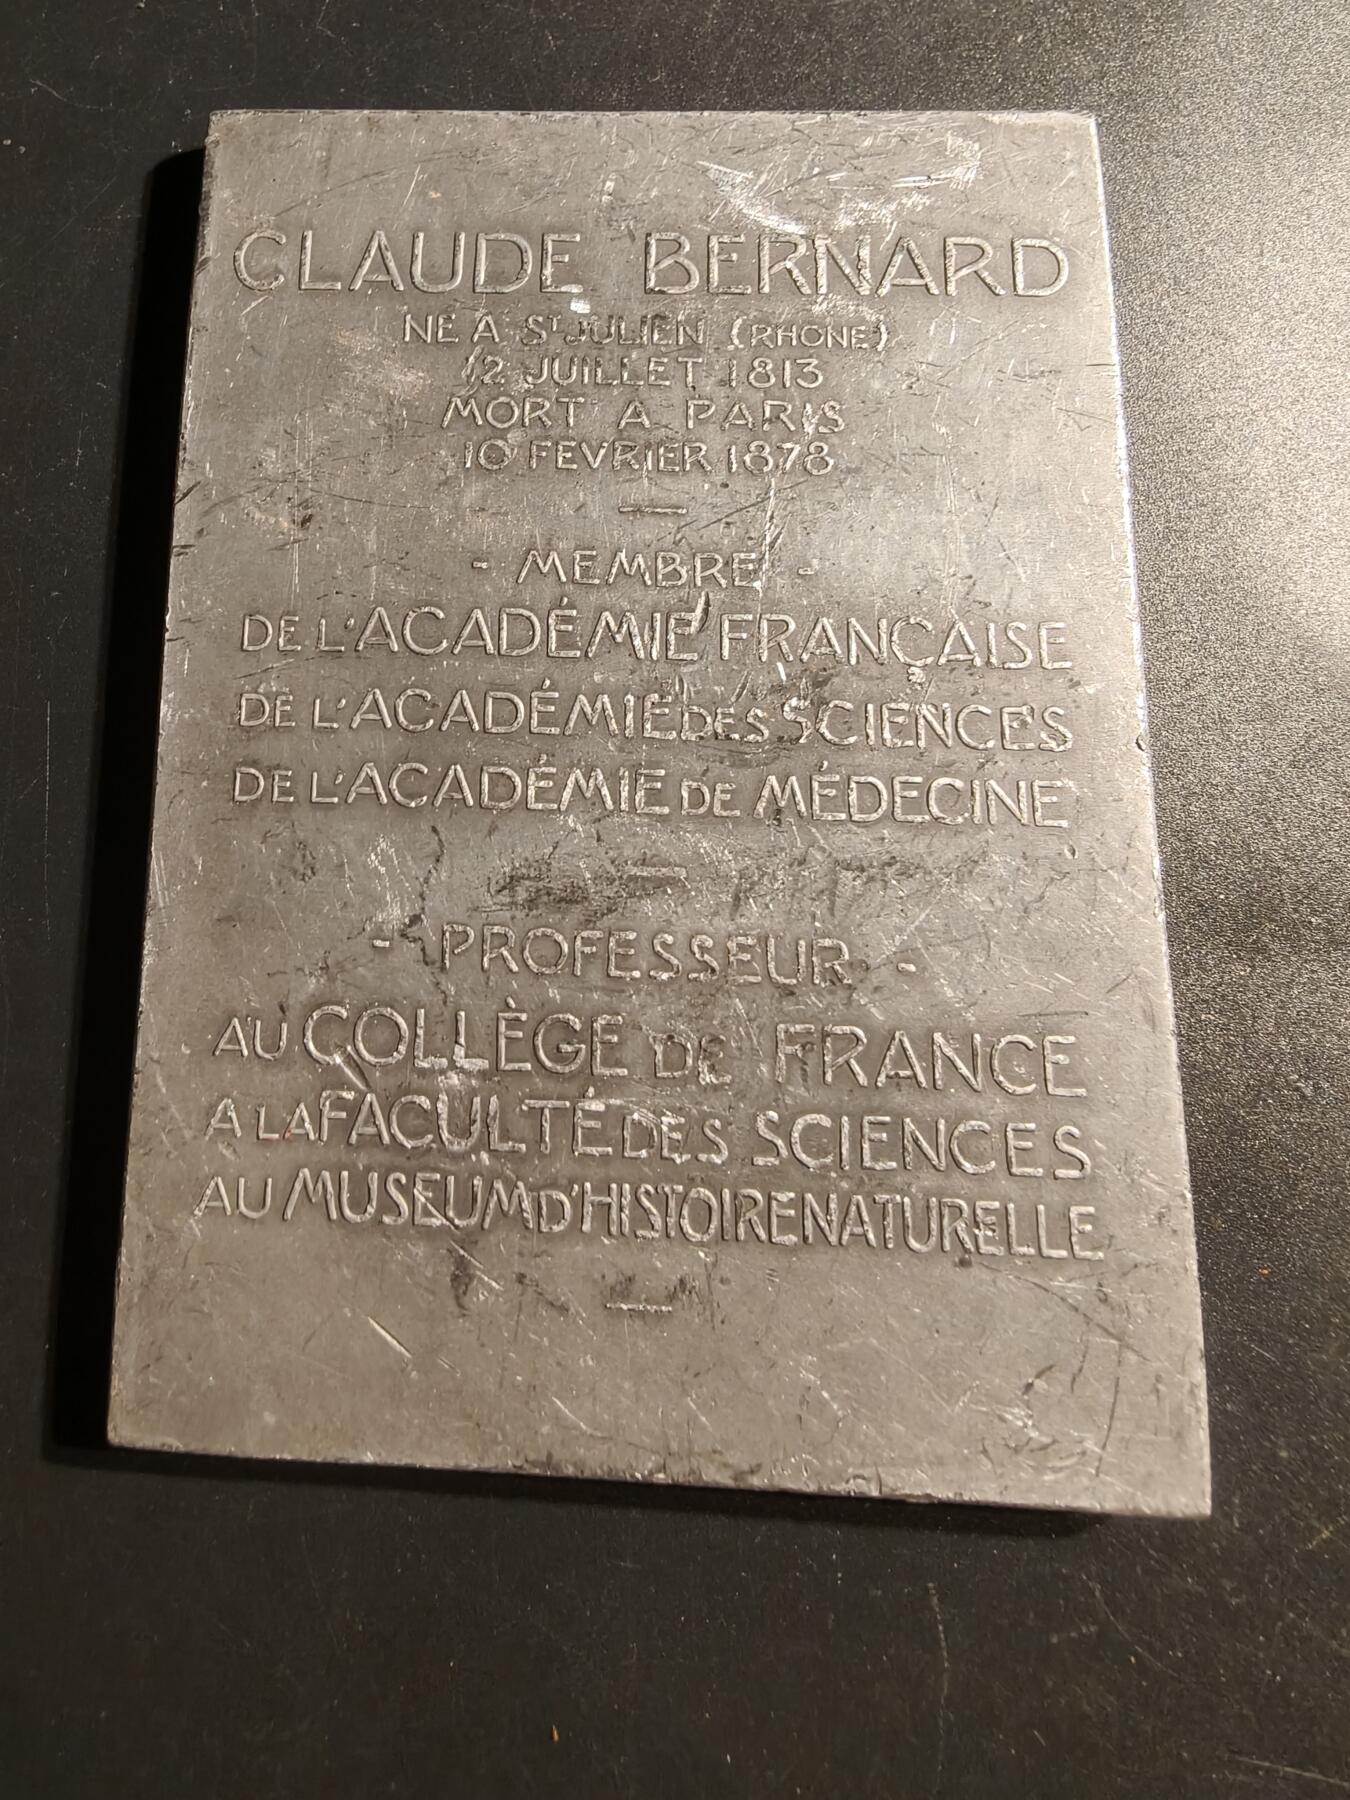 CLAUDE BERNARD
NE A ST JULIEN (RHONE)
12 JUILLET 1813
MORT A PARIS
10 FEVRIER 1878
- MEMBRE -
DE L'ACADÉMIE FRANÇAISE
DE L'ACADÉMIE DES SCIENCES
DE L'ACADÉMIE DE MÉDECINE
- PROFESSEUR -
AU COLLÈGE DE FRANCE
A LA FACULTÉ DES SCIENCES
AU MUSEUM D'HISTOIRE NATURELLE